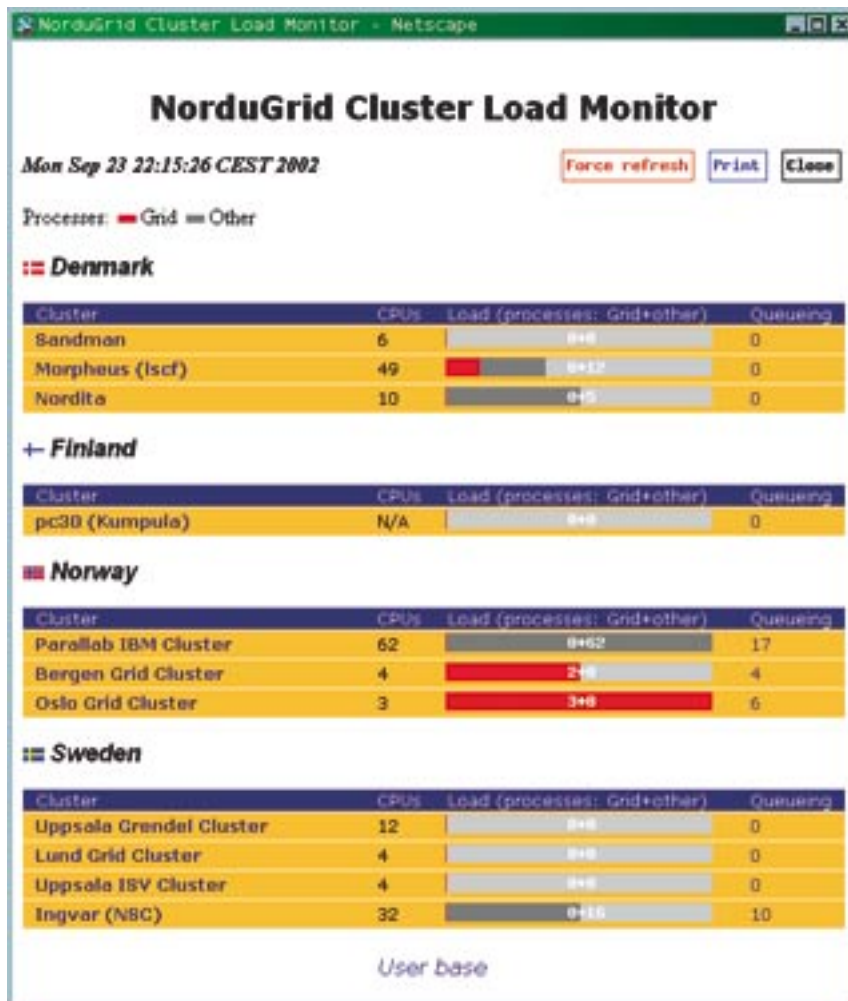 NorduGrid Cluster Load Monitor - Netscape
NorduGrid Cluster Load Monitor
Mon Sep 23 22:15:26 CEST 2002 Force refresh Print Close
Processes: Grid Other
Denmark
Cluster CPUs Load (processes: Grid+other) Queueing
Sandman 6 0+0 0
Morpheus (lscf) 49 0
Nordita 10 0+5 0
Finland
Cluster CPUs Load (processes: Grid+other) Queueing
pc30 (Kumpula) N/A 0+0 0
Norway
Cluster CPUs Load (processes: Grid+other) Queueing
Parallab IBM Cluster 62 0+62 17
Bergen Grid Cluster 4 2+0 4
Oslo Grid Cluster 3 3+0 6
Sweden
Cluster CPUs Load (processes: Grid+other) Queueing
Uppsala Grendel Cluster 12 0+0 0
Lund Grid Cluster 4 0+0 0
Uppsala ISV Cluster 4 0+0 0
Ingvar (NSC) 32 0+16 10
User base